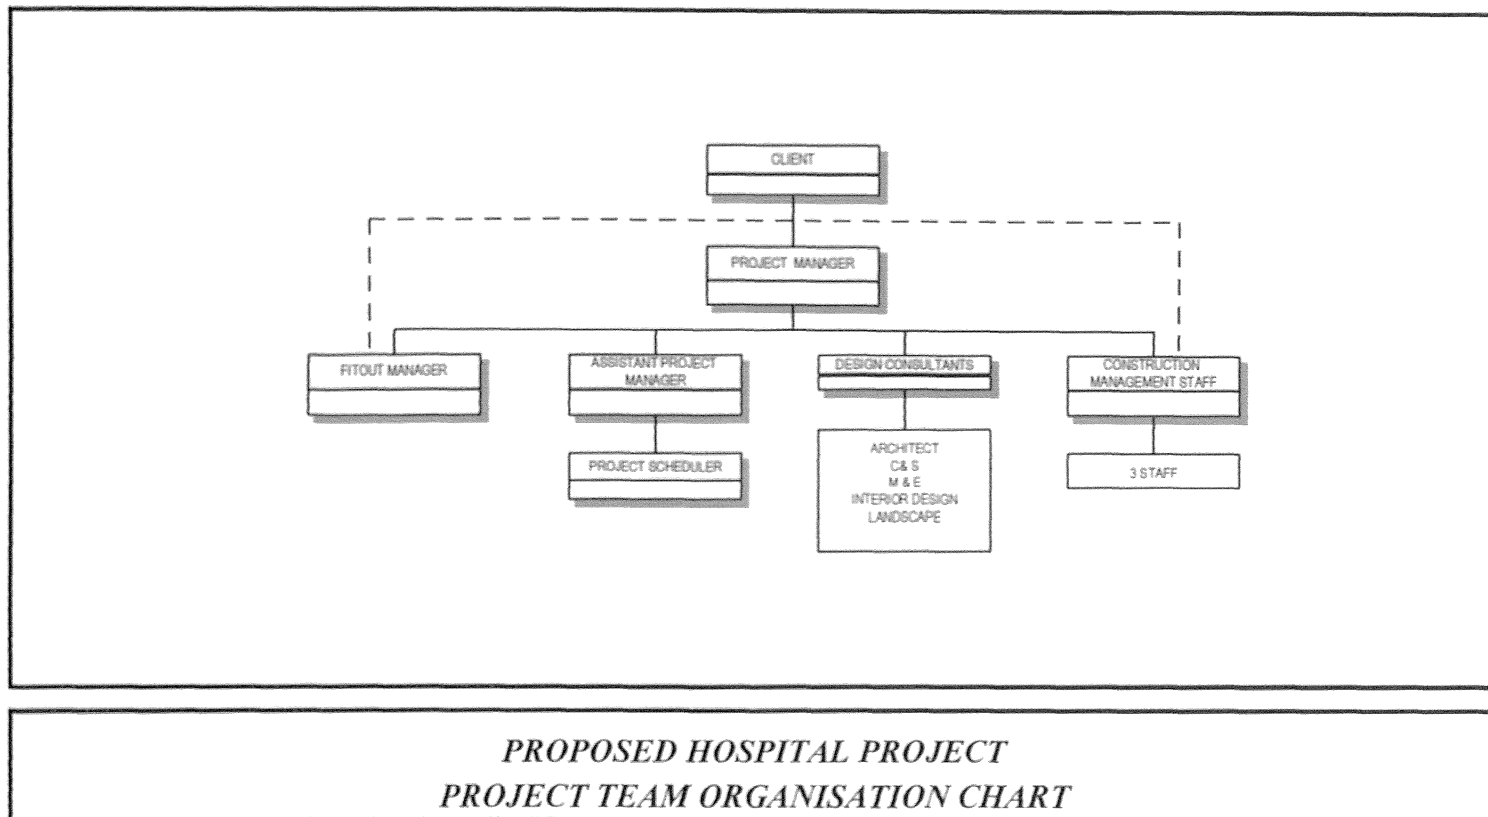 CLIENT
PROJECT MANAGER
FITOUT MANAGER
ASSISTANT PROJECT
MANAGER
DESIGN CONSULTANTS
CONSTRUCTION
MANAGEMENT STAFF
PROJECT SCHEDULER
ARCHITECT
C& S
M & E
INTERIOR DESIGN
LANDSCAPE
3 STAFF
PROPOSED HOSPITAL PROJECT
PROJECT TEAM ORGANISATION CHART